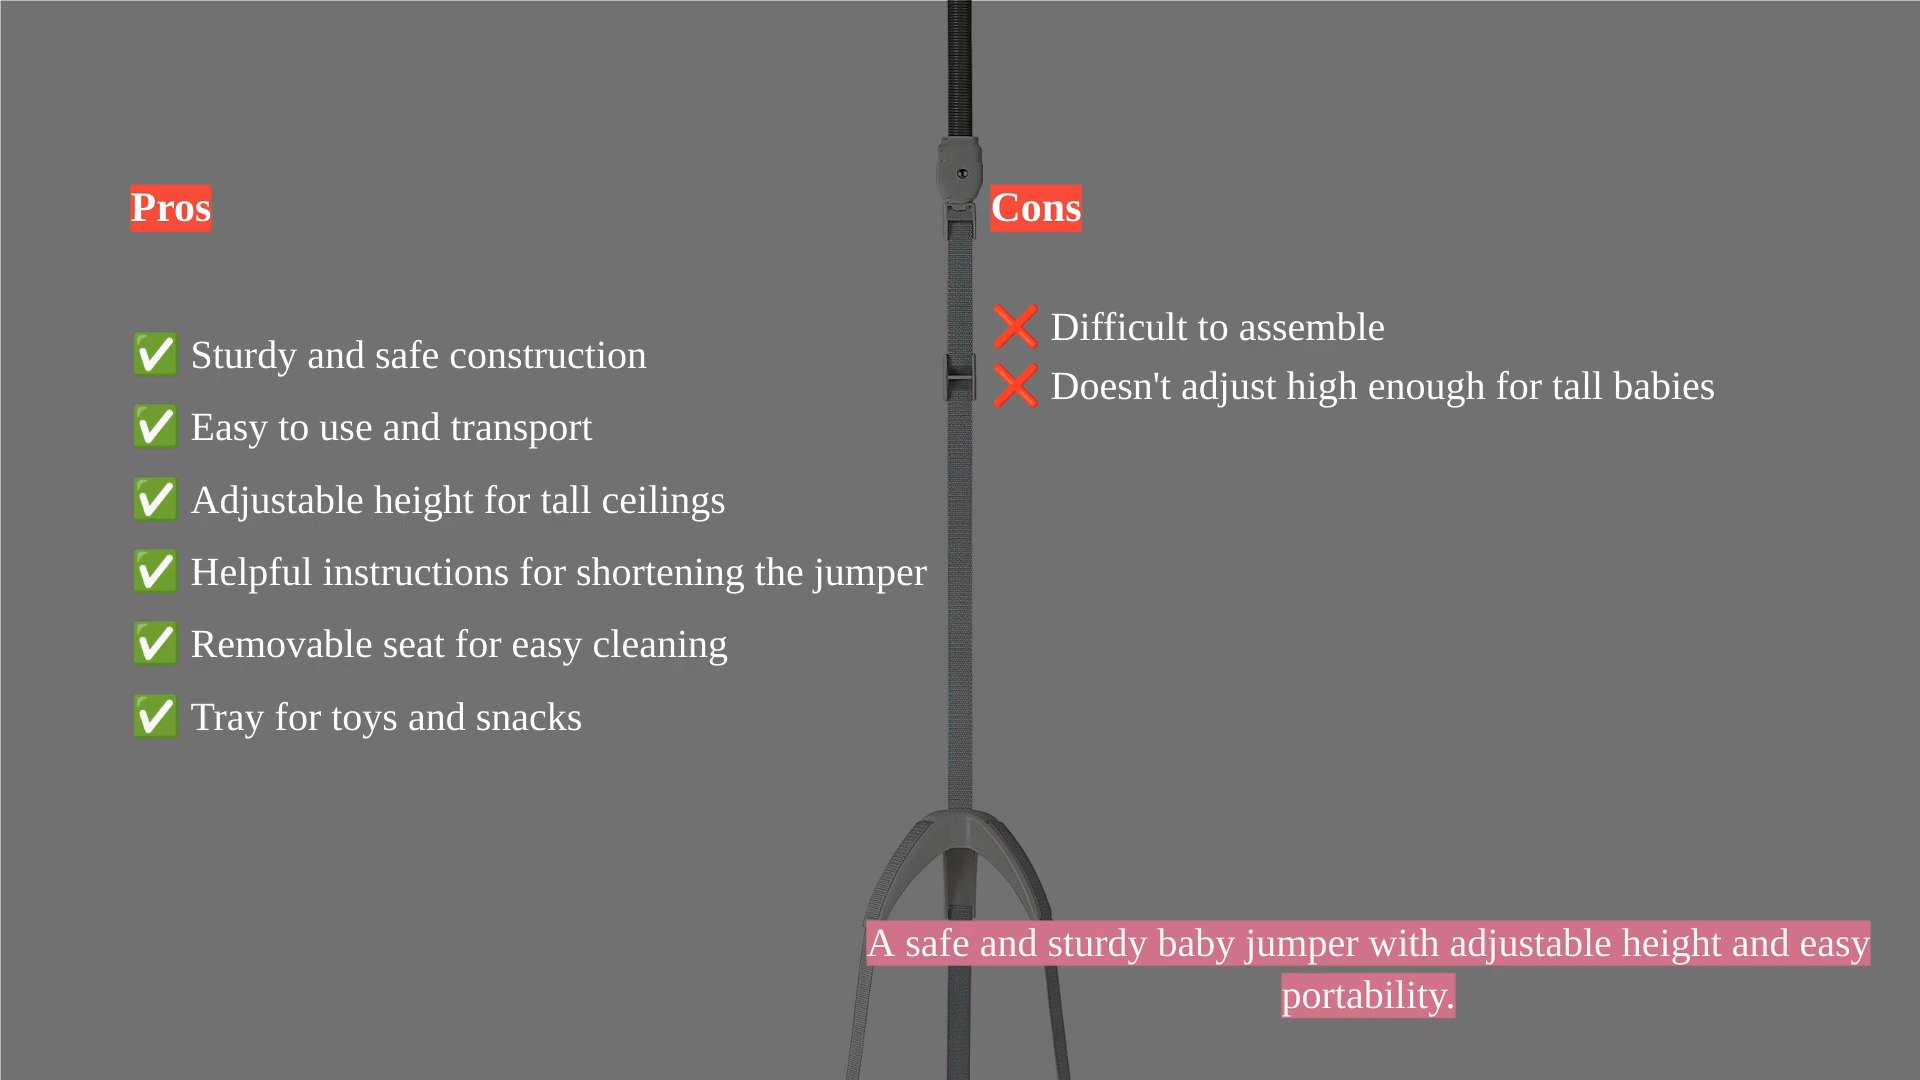 Pros
✅ Sturdy and safe construction
✅ Easy to use and transport
✅ Adjustable height for tall ceilings
✅ Helpful instructions for shortening the jumper
✅ Removable seat for easy cleaning
✅ Tray for toys and snacks
Cons
❌ Difficult to assemble
❌ Doesn't adjust high enough for tall babies
A safe and sturdy baby jumper with adjustable height and easy
portability.